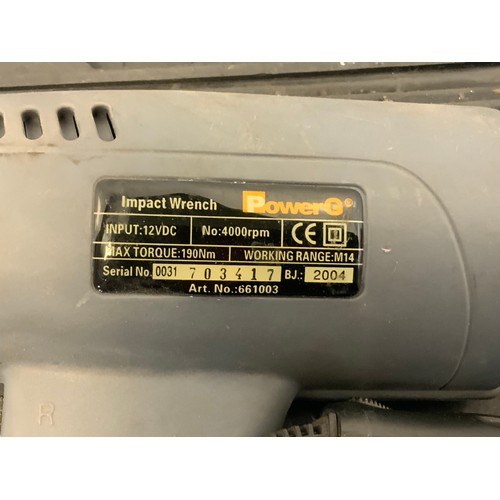 Impact Wrench PowerC®
INPUT:12VDC No:4000rpm CE
MAX TORQUE:190Nm WORKING RANGE:M14
Serial No. 0031 703417 BJ.: 2004
Art. No.:661003
R